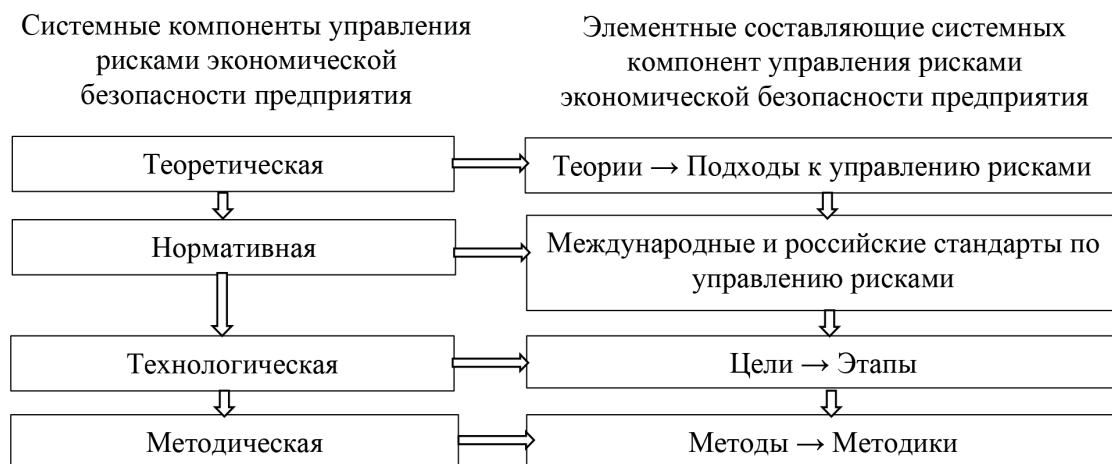 Системные компоненты управления
рисками экономической
безопасности предприятия
Элементные составляющие системных
компонент управления рисками
экономической безопасности предприятия
Теоретическая
Теории → Подходы к управлению рисками
Нормативная
Международные и российские стандарты по
управлению рисками
Технологическая
Цели → Этапы
Методическая
Методы → Методики